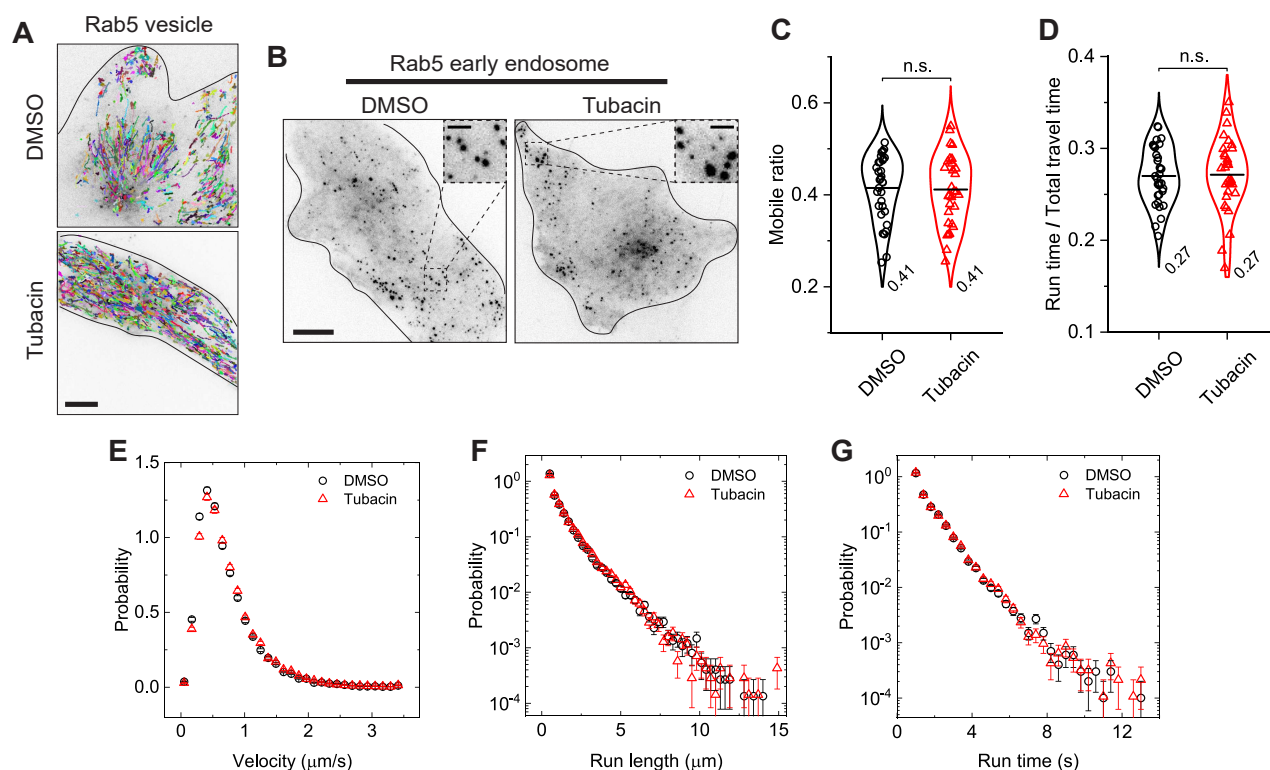 A
Rab5 vesicle
DMSO
Tubacin
B
Rab5 early endosome
DMSO
Tubacin
C
n.s.
0.6
0.4
0.2
Mobile ratio
0.41
0.41
DMSO
Tubacin
D
n.s.
0.4
0.3
0.2
0.1
Run time / Total travel time
0.27
0.27
DMSO
Tubacin
E
DMSO
Tubacin
1.5
1.0
0.5
0.0
Probability
0 1 2 3
Velocity (μm/s)
F
DMSO
Tubacin
10⁰
10⁻¹
10⁻²
10⁻³
10⁻⁴
Probability
0 5 10 15
Run length (μm)
G
DMSO
Tubacin
10⁰
10⁻¹
10⁻²
10⁻³
10⁻⁴
Probability
0 4 8 12
Run time (s)